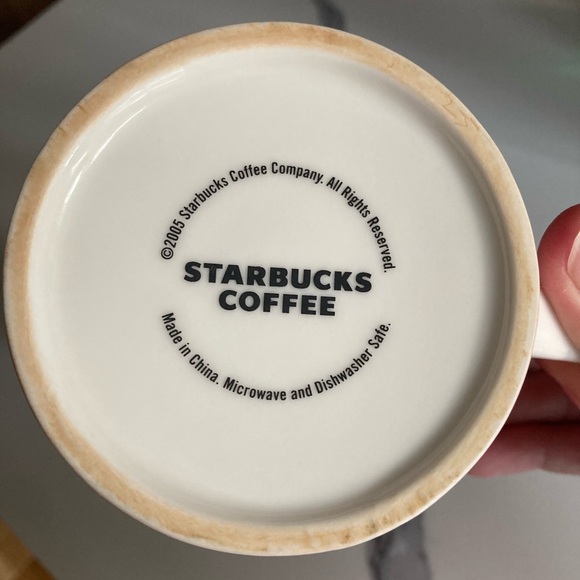 ©2005 Starbucks Coffee Company. All Rights Reserved.
STARBUCKS
COFFEE
Made in China. Microwave and Dishwasher Safe.